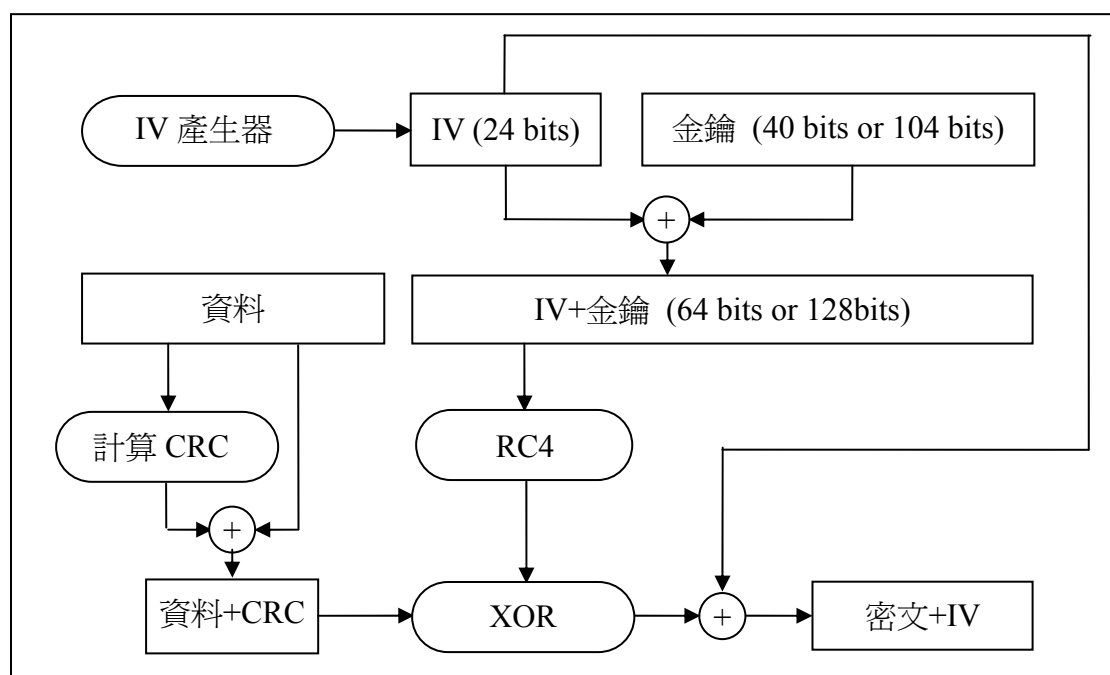 IV 產生器
IV (24 bits)
金鑰 (40 bits or 104 bits)
+
資料
IV+金鑰 (64 bits or 128bits)
計算 CRC
RC4
+
資料+CRC
XOR
+
密文+IV